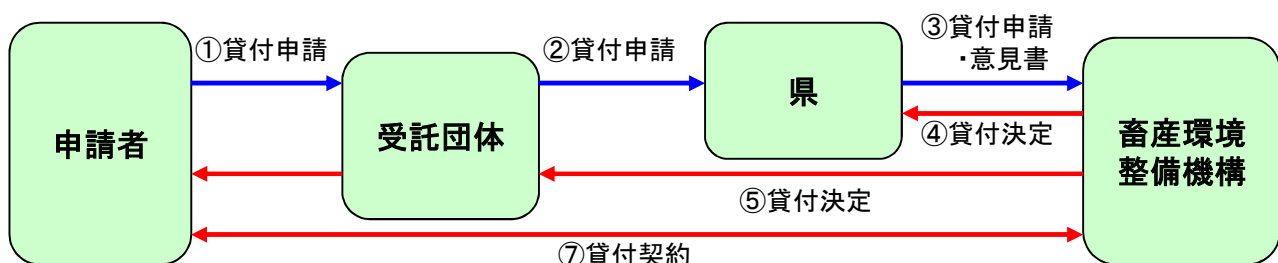 ①貸付申請
②貸付申請
③貸付申請
・意見書
申請者
受託団体
県
畜産環境
整備機構
④貸付決定
⑤貸付決定
⑦貸付契約